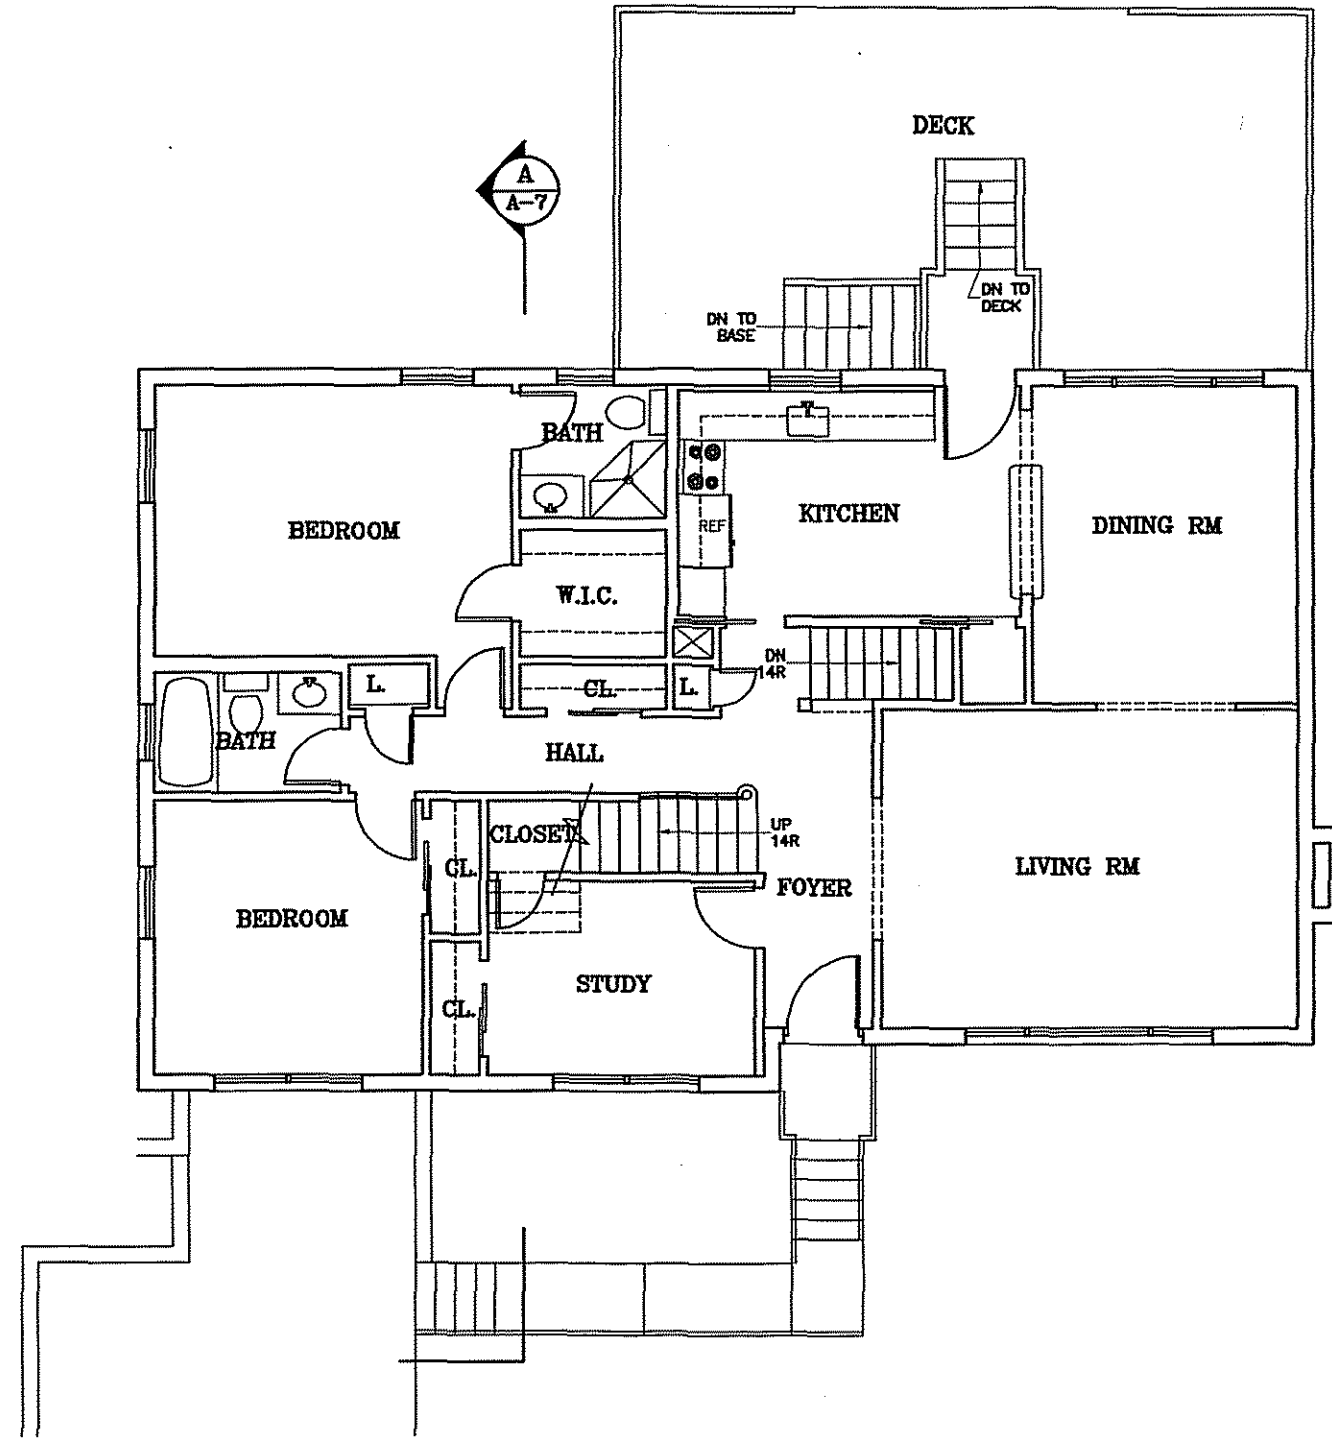 DECK
A
A-7
DN TO
DECK
DN TO
BASE
BATH
BEDROOM
KITCHEN
REF
DINING RM
W.I.C.
DN
14R
L.
CL.
L.
BATH
HALL
CLOSET
UP
14R
CL.
LIVING RM
FOYER
BEDROOM
STUDY
CL.